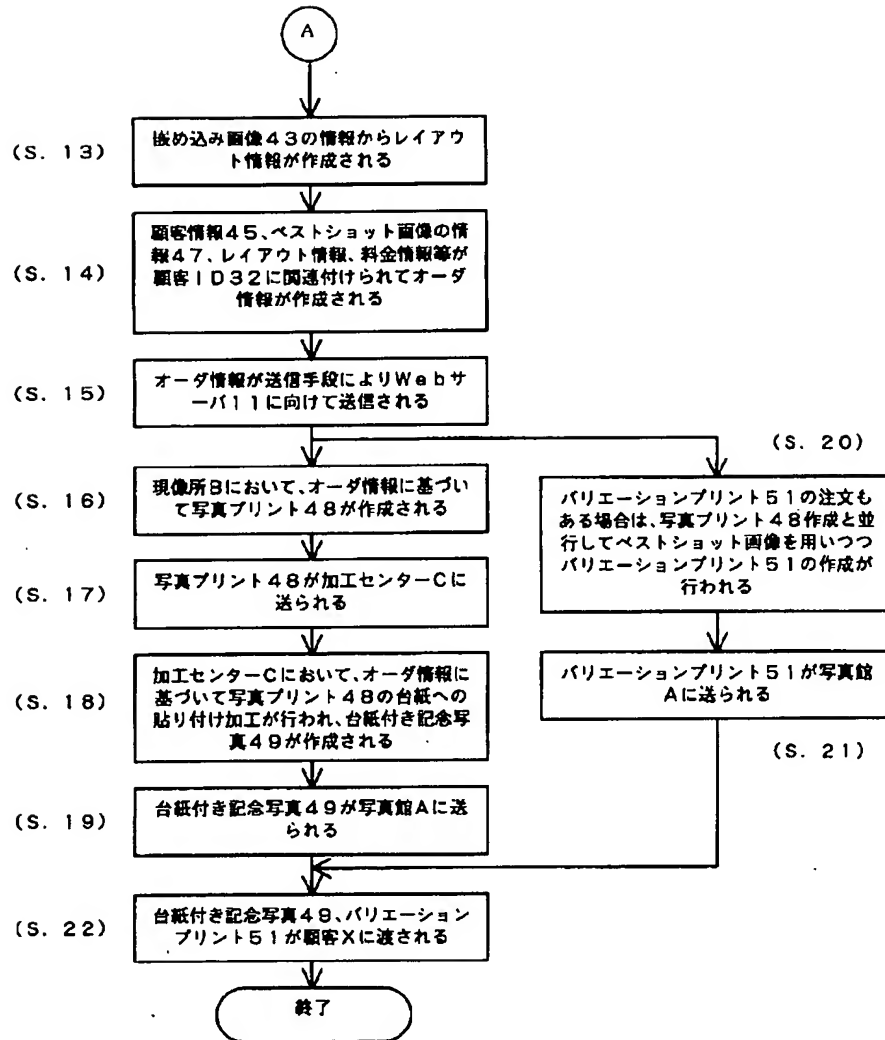 A
(S. 13)
嵌め込み画像43の情報からレイアウ
ト情報が作成される
(S. 14)
顧客情報45、ベストショット画像の情
報47、レイアウト情報、料金情報等が
顧客ID32に関連付けられてオーダ
情報が作成される
(S. 15)
オーダ情報が送信手段によりWebサ
ーバ11に向けて送信される
(S. 16)
現像所Bにおいて、オーダ情報に基づい
て写真プリント48が作成される
(S. 17)
写真プリント48が加工センターCに
送られる
(S. 18)
加工センターCにおいて、オーダ情報に
基づいて写真プリント48の台紙への
貼り付け加工が行われ、台紙付き記念写
真49が作成される
(S. 19)
台紙付き記念写真49が写真館Aに送
られる
(S. 20)
バリエーションプリント51の注文も
ある場合は、写真プリント48作成と並
行してベストショット画像を用いつつ
バリエーションプリント51の作成が
行われる
バリエーションプリント51が写真館
Aに送られる
(S. 21)
(S. 22)
台紙付き記念写真49、バリエーション
プリント51が顧客Xに渡される
終了